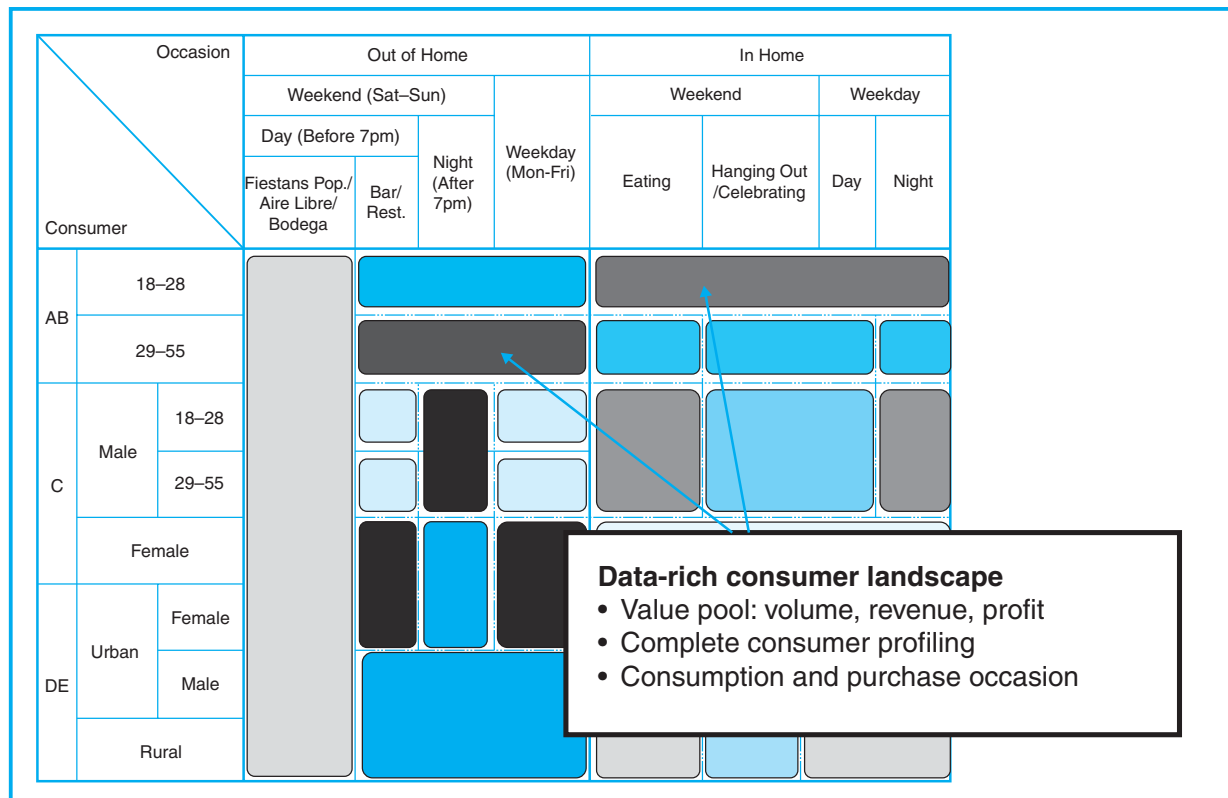 Occasion
Consumer
Out of Home
In Home
Weekend (Sat–Sun)
Weekend
Weekday
Day (Before 7pm)
Night
(After
7pm)
Weekday
(Mon-Fri)
Fiestans Pop./
Aire Libre/
Bodega
Bar/
Rest.
Eating
Hanging Out
/Celebrating
Day
Night
AB
18–28
29–55
C
Male
18–28
29–55
Female
DE
Urban
Female
Male
Rural
Data-rich consumer landscape
• Value pool: volume, revenue, profit
• Complete consumer profiling
• Consumption and purchase occasion